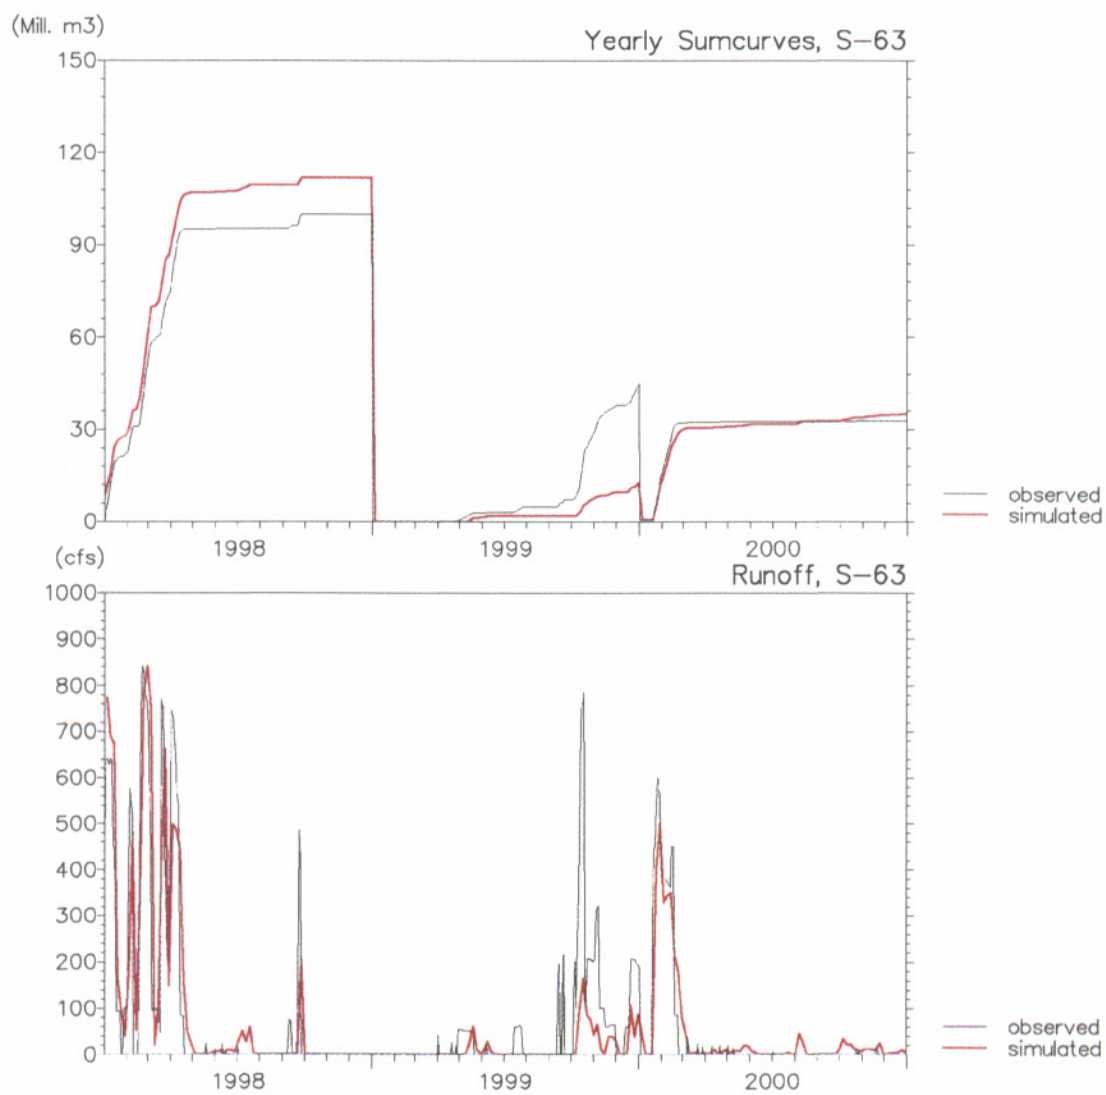 (Mill. m3)
Yearly Sumcurves, S-63
150
120
90
60
30
0
1998 1999 2000
observed
simulated
(cfs)
Runoff, S-63
1000
900
800
700
600
500
400
300
200
100
0
1998 1999 2000
observed
simulated